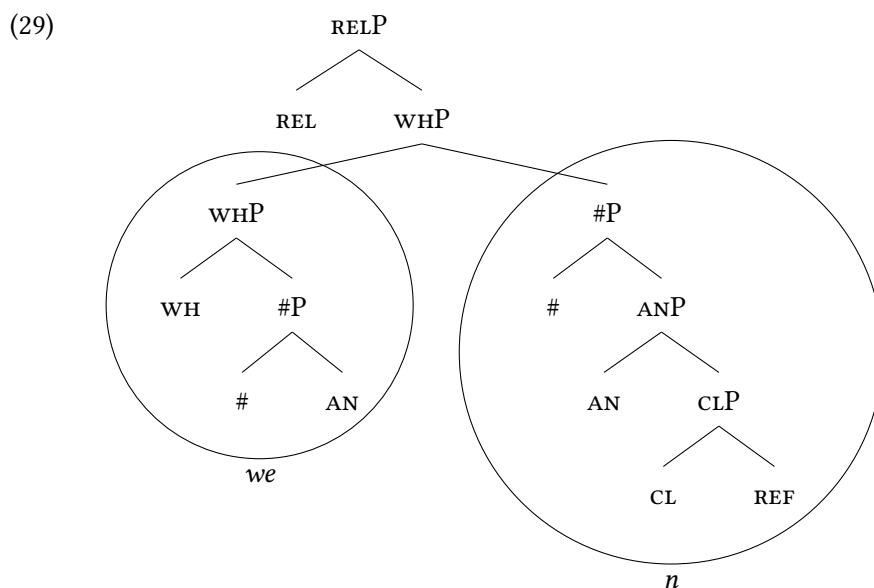 (29)
RELP
REL WHP
WHP #P
WH #P # ANP
# AN AN CLP
we CL REF
n